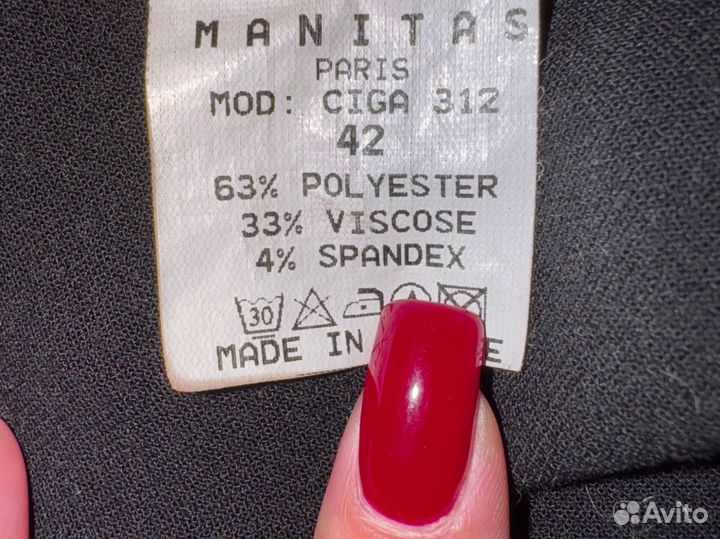 MANITAS
PARIS
MOD: CIGA 312
42
63% POLYESTER
33% VISCOSE
4% SPANDEX
30
MADE IN
Avito